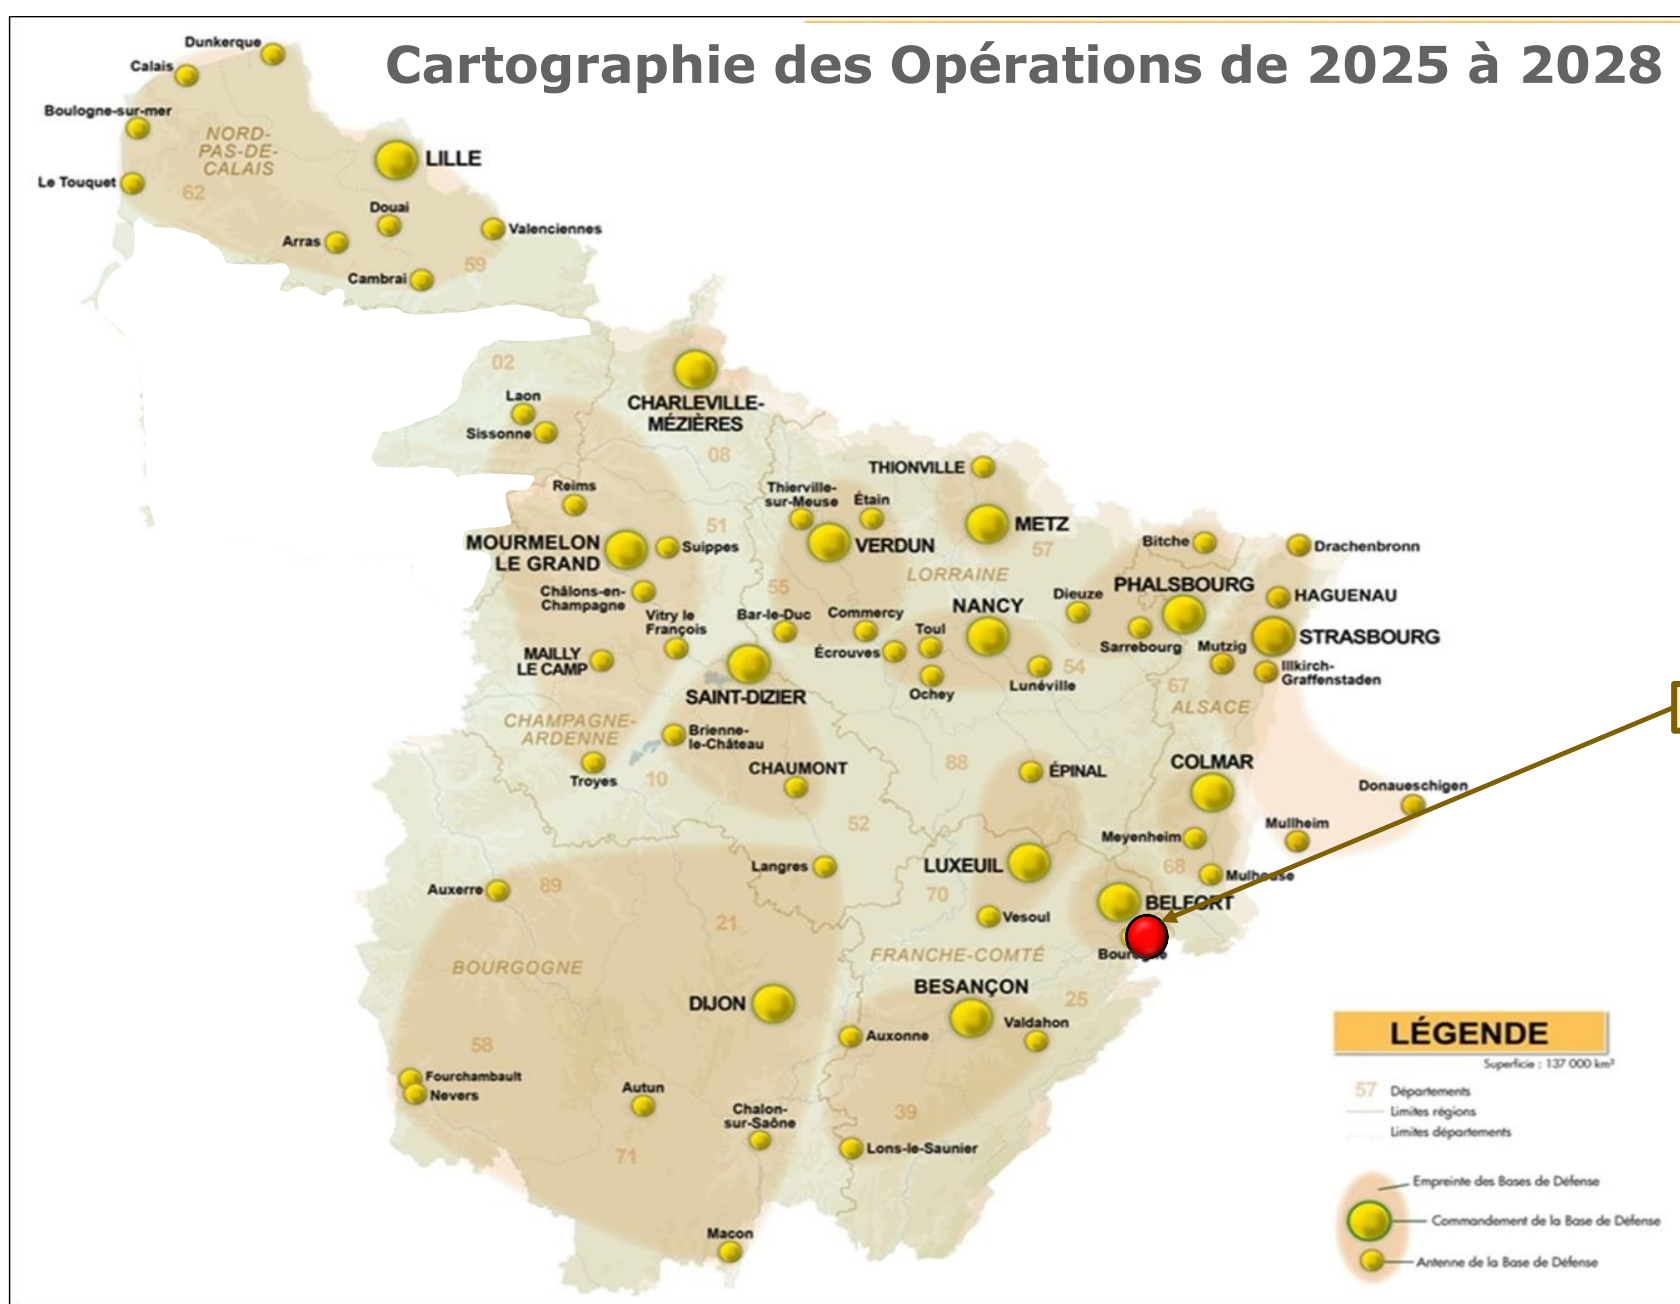 Cartographie des Opérations de 2025 à 2028
Dunkerque
Calais
Boulogne-sur-mer
NORD-
PAS-DE-
CALAIS
LILLE
Le Touquet
62
Douai
Valenciennes
Arras
59
Cambrai
02
Laon
Sissonne
CHARLEVILLE-
MÉZIÈRES
08
THIONVILLE
Reims
Thierville-
sur-Meuse
Étain
51
METZ
MOURMELON
LE GRAND
Suippes
VERDUN
57
Bitche
Drachenbronn
LORRAINE
55
PHALSBOURG
Châlons-en-
Champagne
Dieuze
HAGUENAU
Vitry le
François
Bar-le-Duc
Commercy
NANCY
Toul
STRASBOURG
Écrouves
Sarrebourg
Mutzig
MAILLY
LE CAMP
54
Illkirch-
Graffenstaden
Lunéville
Ochey
67
SAINT-DIZIER
ALSACE
CHAMPAGNE-
ARDENNE
Brienne-
le-Château
88
COLMAR
CHAUMONT
ÉPINAL
Troyes
10
Donaueschigen
52
Mullheim
Meyenheim
Langres
LUXEUIL
68
Mulhouse
Auxerre
89
70
BELFORT
Vesoul
21
FRANCHE-COMTÉ
BOURGOGNE
BESANÇON
DIJON
25
Valdahon
Auxonne
58
Fourchambault
Nevers
Autun
Chalon-
sur-Saône
39
Lons-le-Saunier
71
Macon
LÉGENDE
Superficie : 137 000 km²
57 Départements
Limites régions
Limites départements
Empreinte des Bases de Défense
Commandement de la Base de Défense
Antenne de la Base de Défense